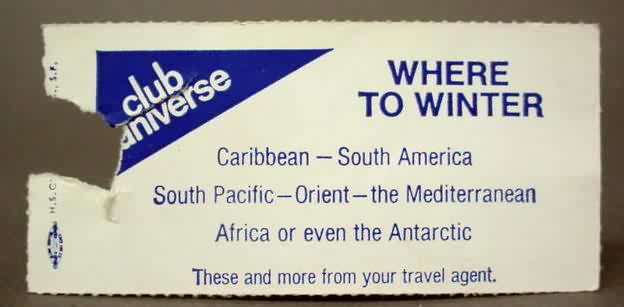 club
universe
WHERE
TO WINTER
Caribbean — South America
South Pacific—Orient—the Mediterranean
Africa or even the Antarctic
These and more from your travel agent.
H.S.C
S.F.